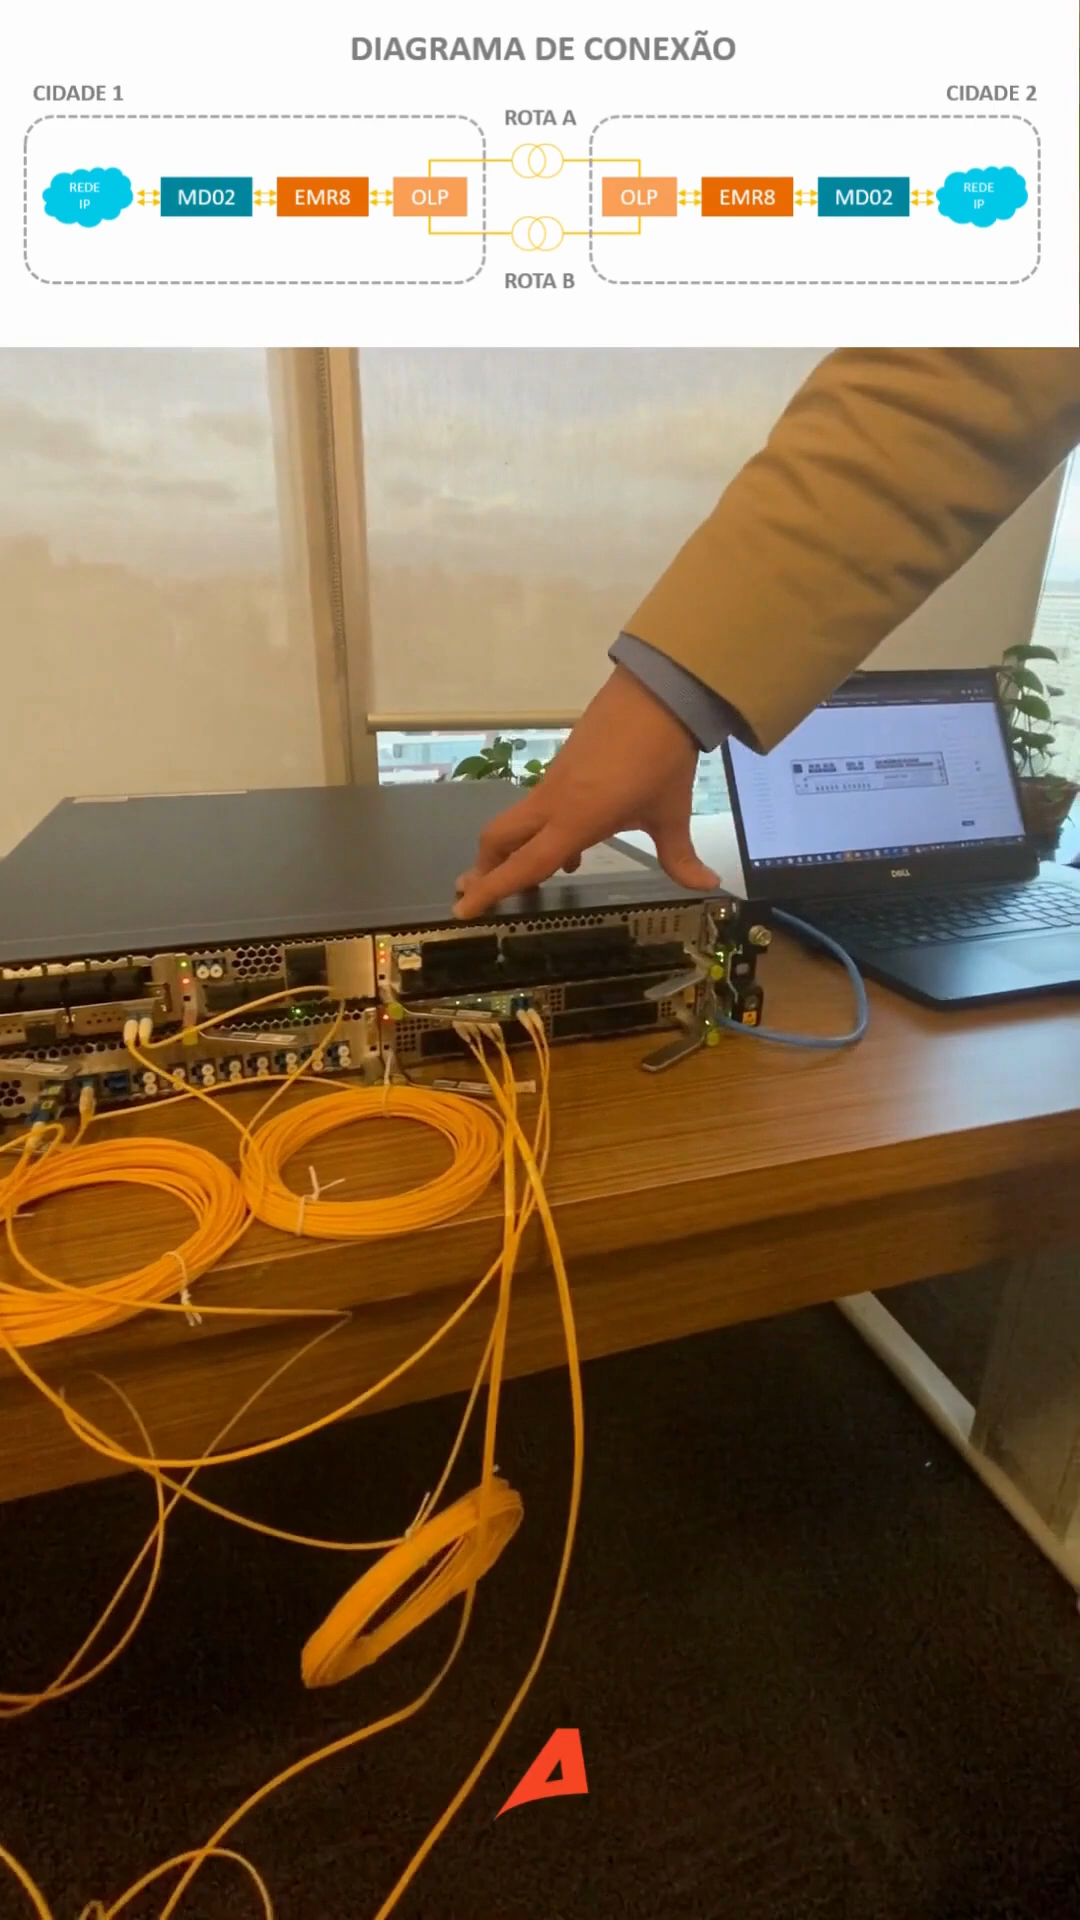 DIAGRAMA DE CONEXÃO
CIDADE 1
CIDADE 2
ROTA A
REDE
IP
MD02
EMR8
OLP
OLP
EMR8
MD02
REDE
IP
ROTA B
DELL